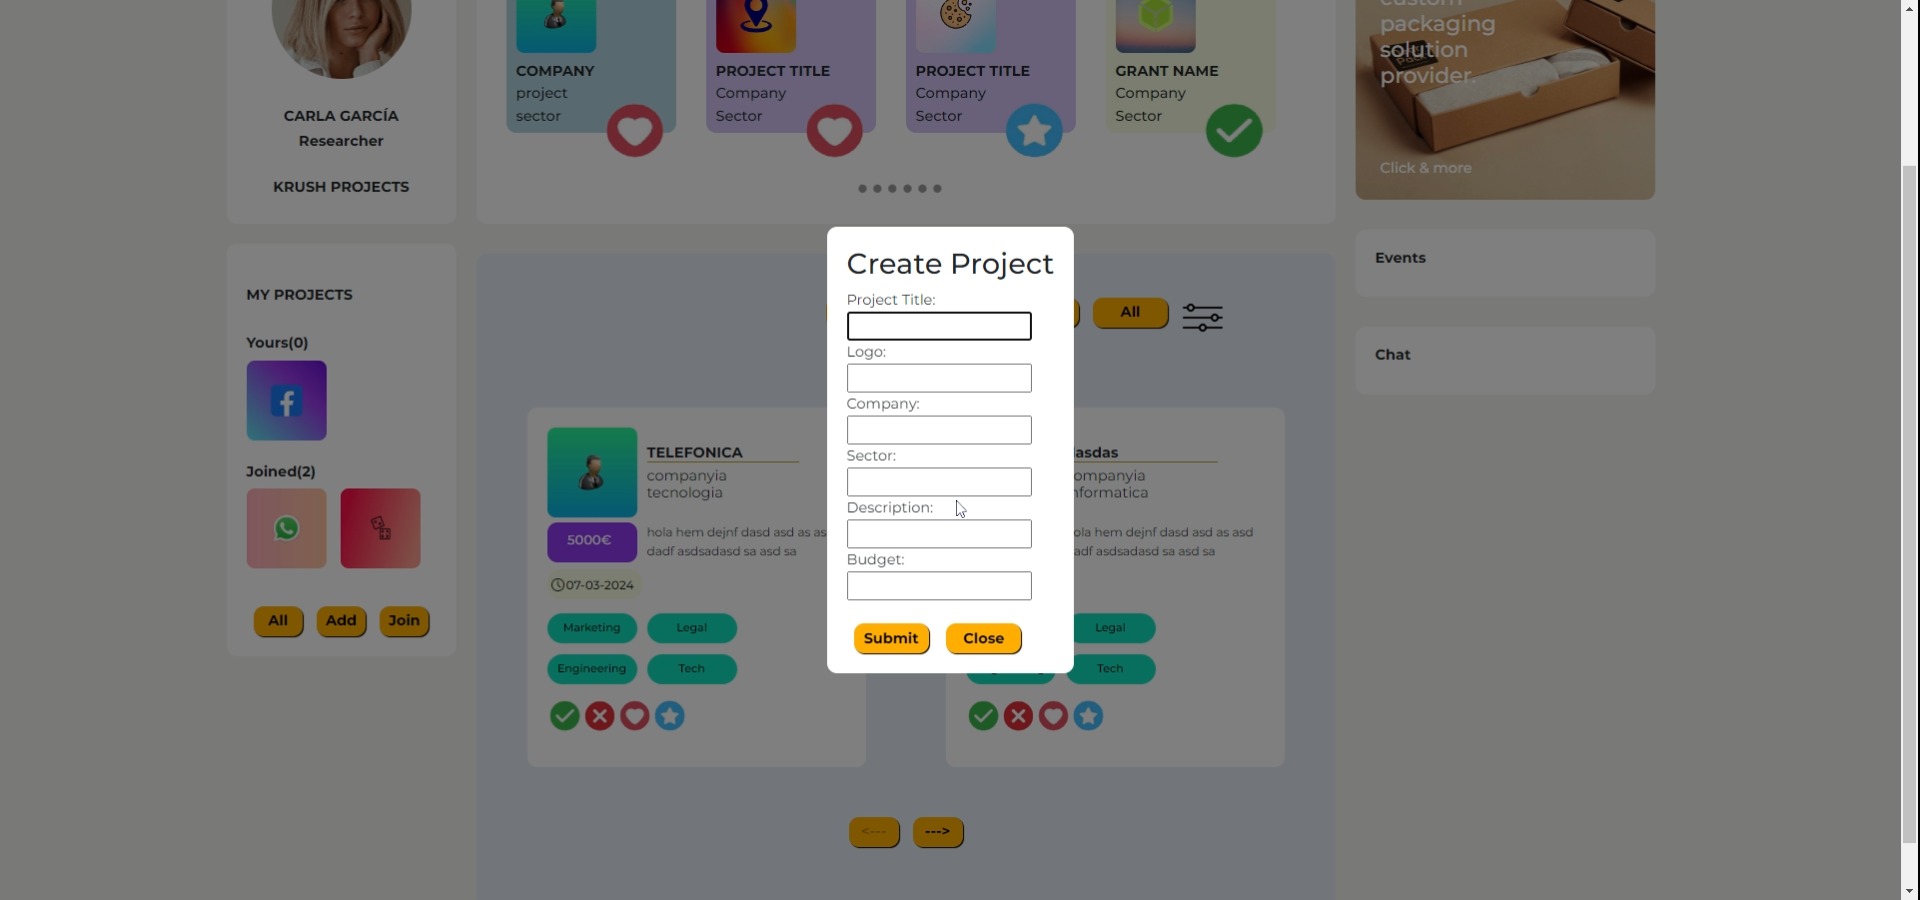 CARLA GARCÍA
Researcher
KRUSH PROJECTS
MY PROJECTS
Yours(0)
Joined(2)
All
Add
Join
COMPANY
project
sector
PROJECT TITLE
Company
Sector
PROJECT TITLE
Company
Sector
GRANT NAME
Company
Sector
All
TELEFONICA
companyia
tecnologia
5000€
hola hem dejnf dasd asd as as
dadf asdsadasd sa asd sa
07-03-2024
Marketing
Legal
Engineering
Tech
Create Project
Project Title:
Logo:
Company:
Sector:
Description:
Budget:
Submit
Close
asdas
ompanyia
nformatica
ola hem dejnf dasd asd as asd
adf asdsadasd sa asd sa
Legal
Tech
<---
--->
custom
packaging
solution
provider.
Click & more
Events
Chat